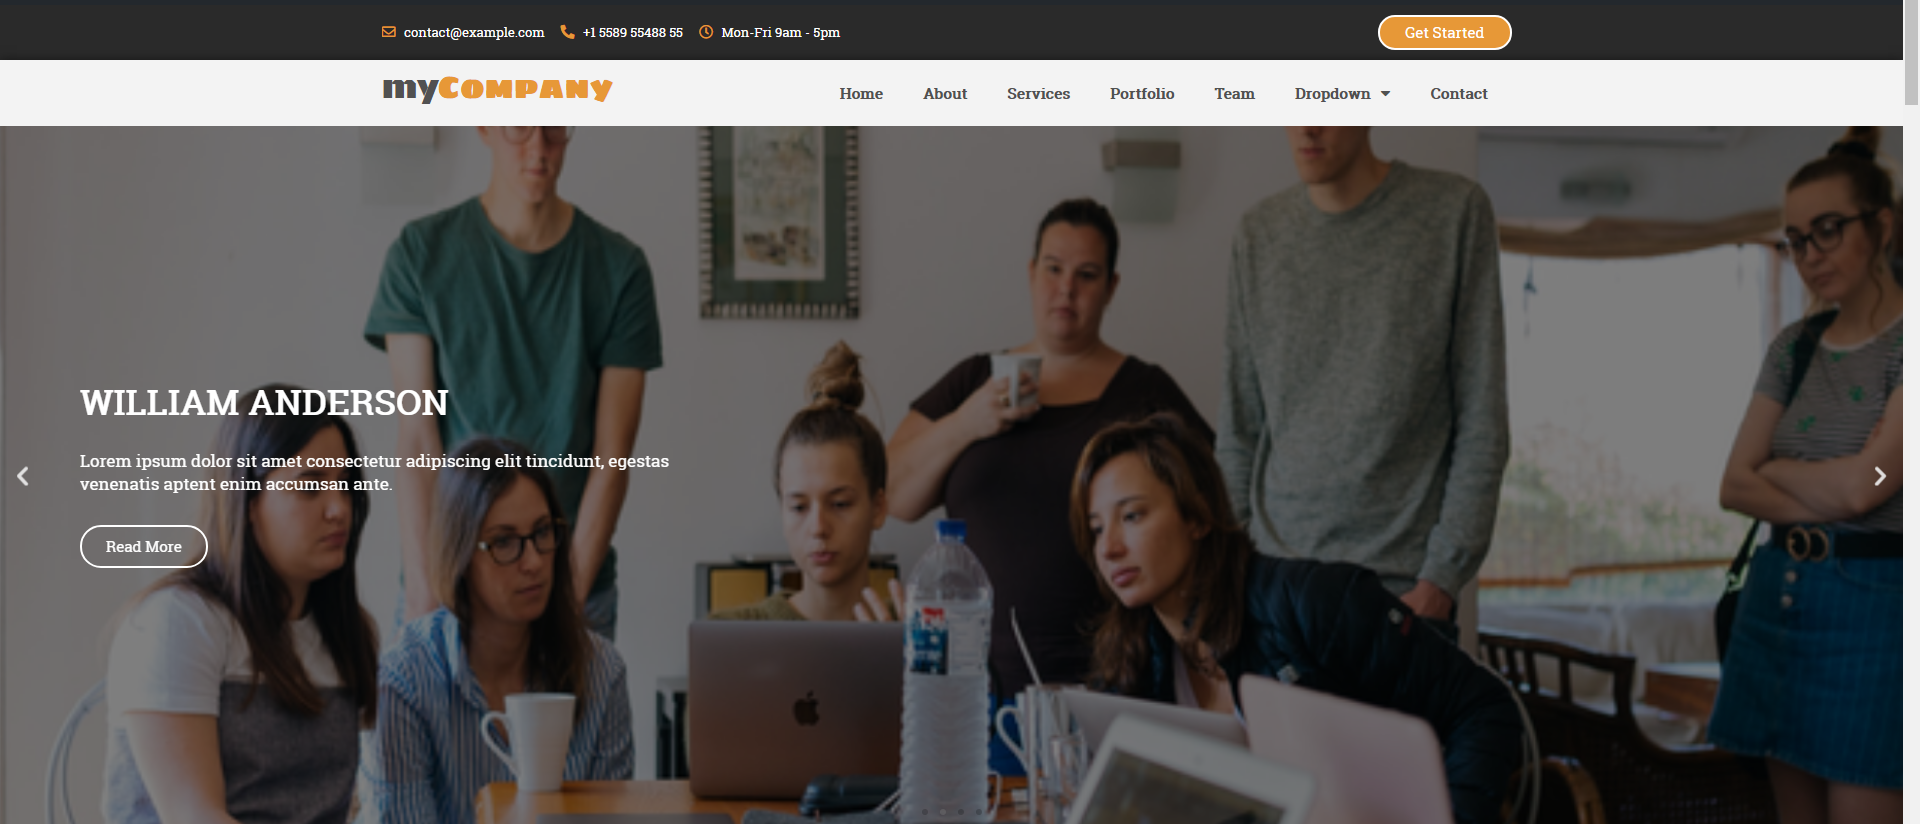 contact@example.com +1 5589 55488 55 Mon-Fri 9am - 5pm Get Started
myCompany Home About Services Portfolio Team Dropdown Contact
WILLIAM ANDERSON
Lorem ipsum dolor sit amet consectetur adipiscing elit tincidunt, egestas
venenatis aptent enim accumsan ante.
Read More